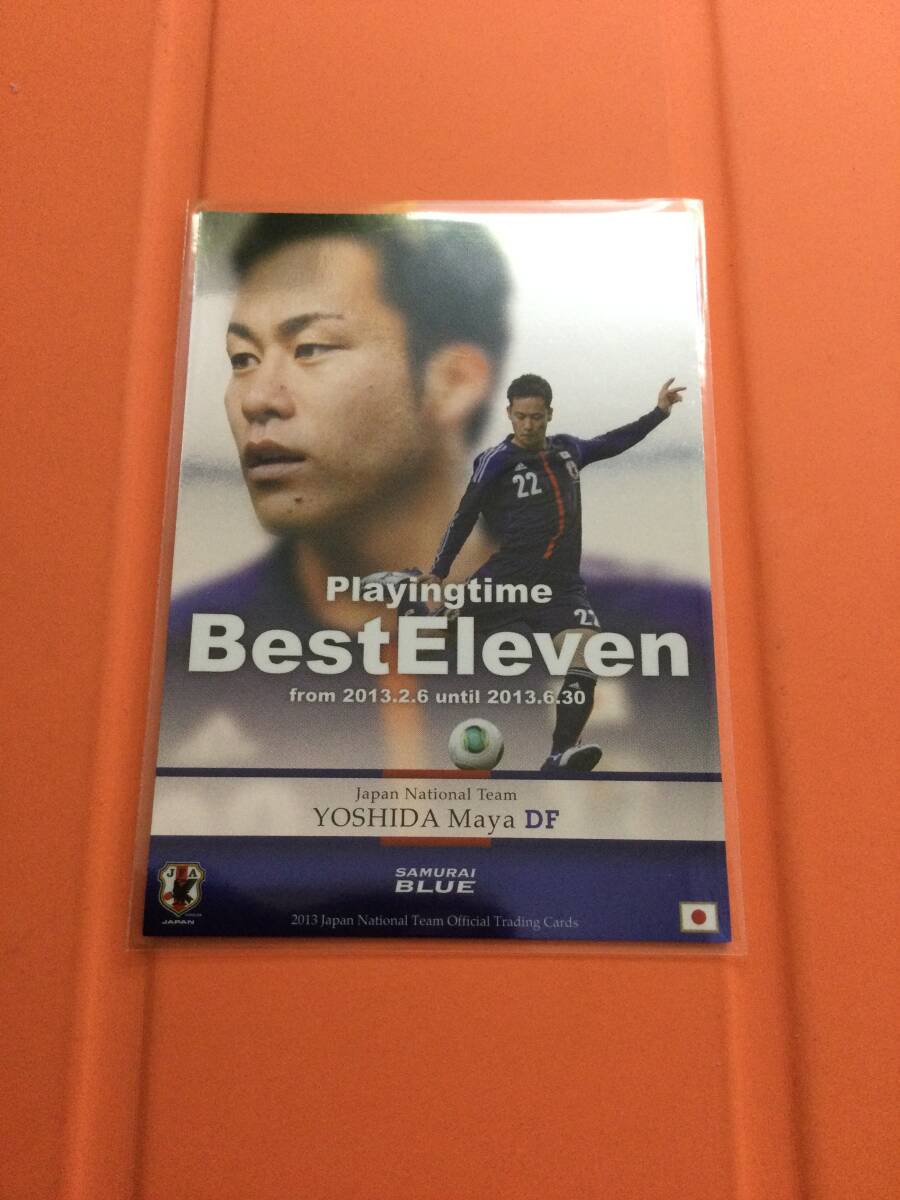 22
Playingtime
BestEleven
from 2013.2.6 until 2013.6.30
Japan National Team
YOSHIDA Maya DF
JFA
JAPAN
SAMURAI
BLUE
2013 Japan National Team Official Trading Cards